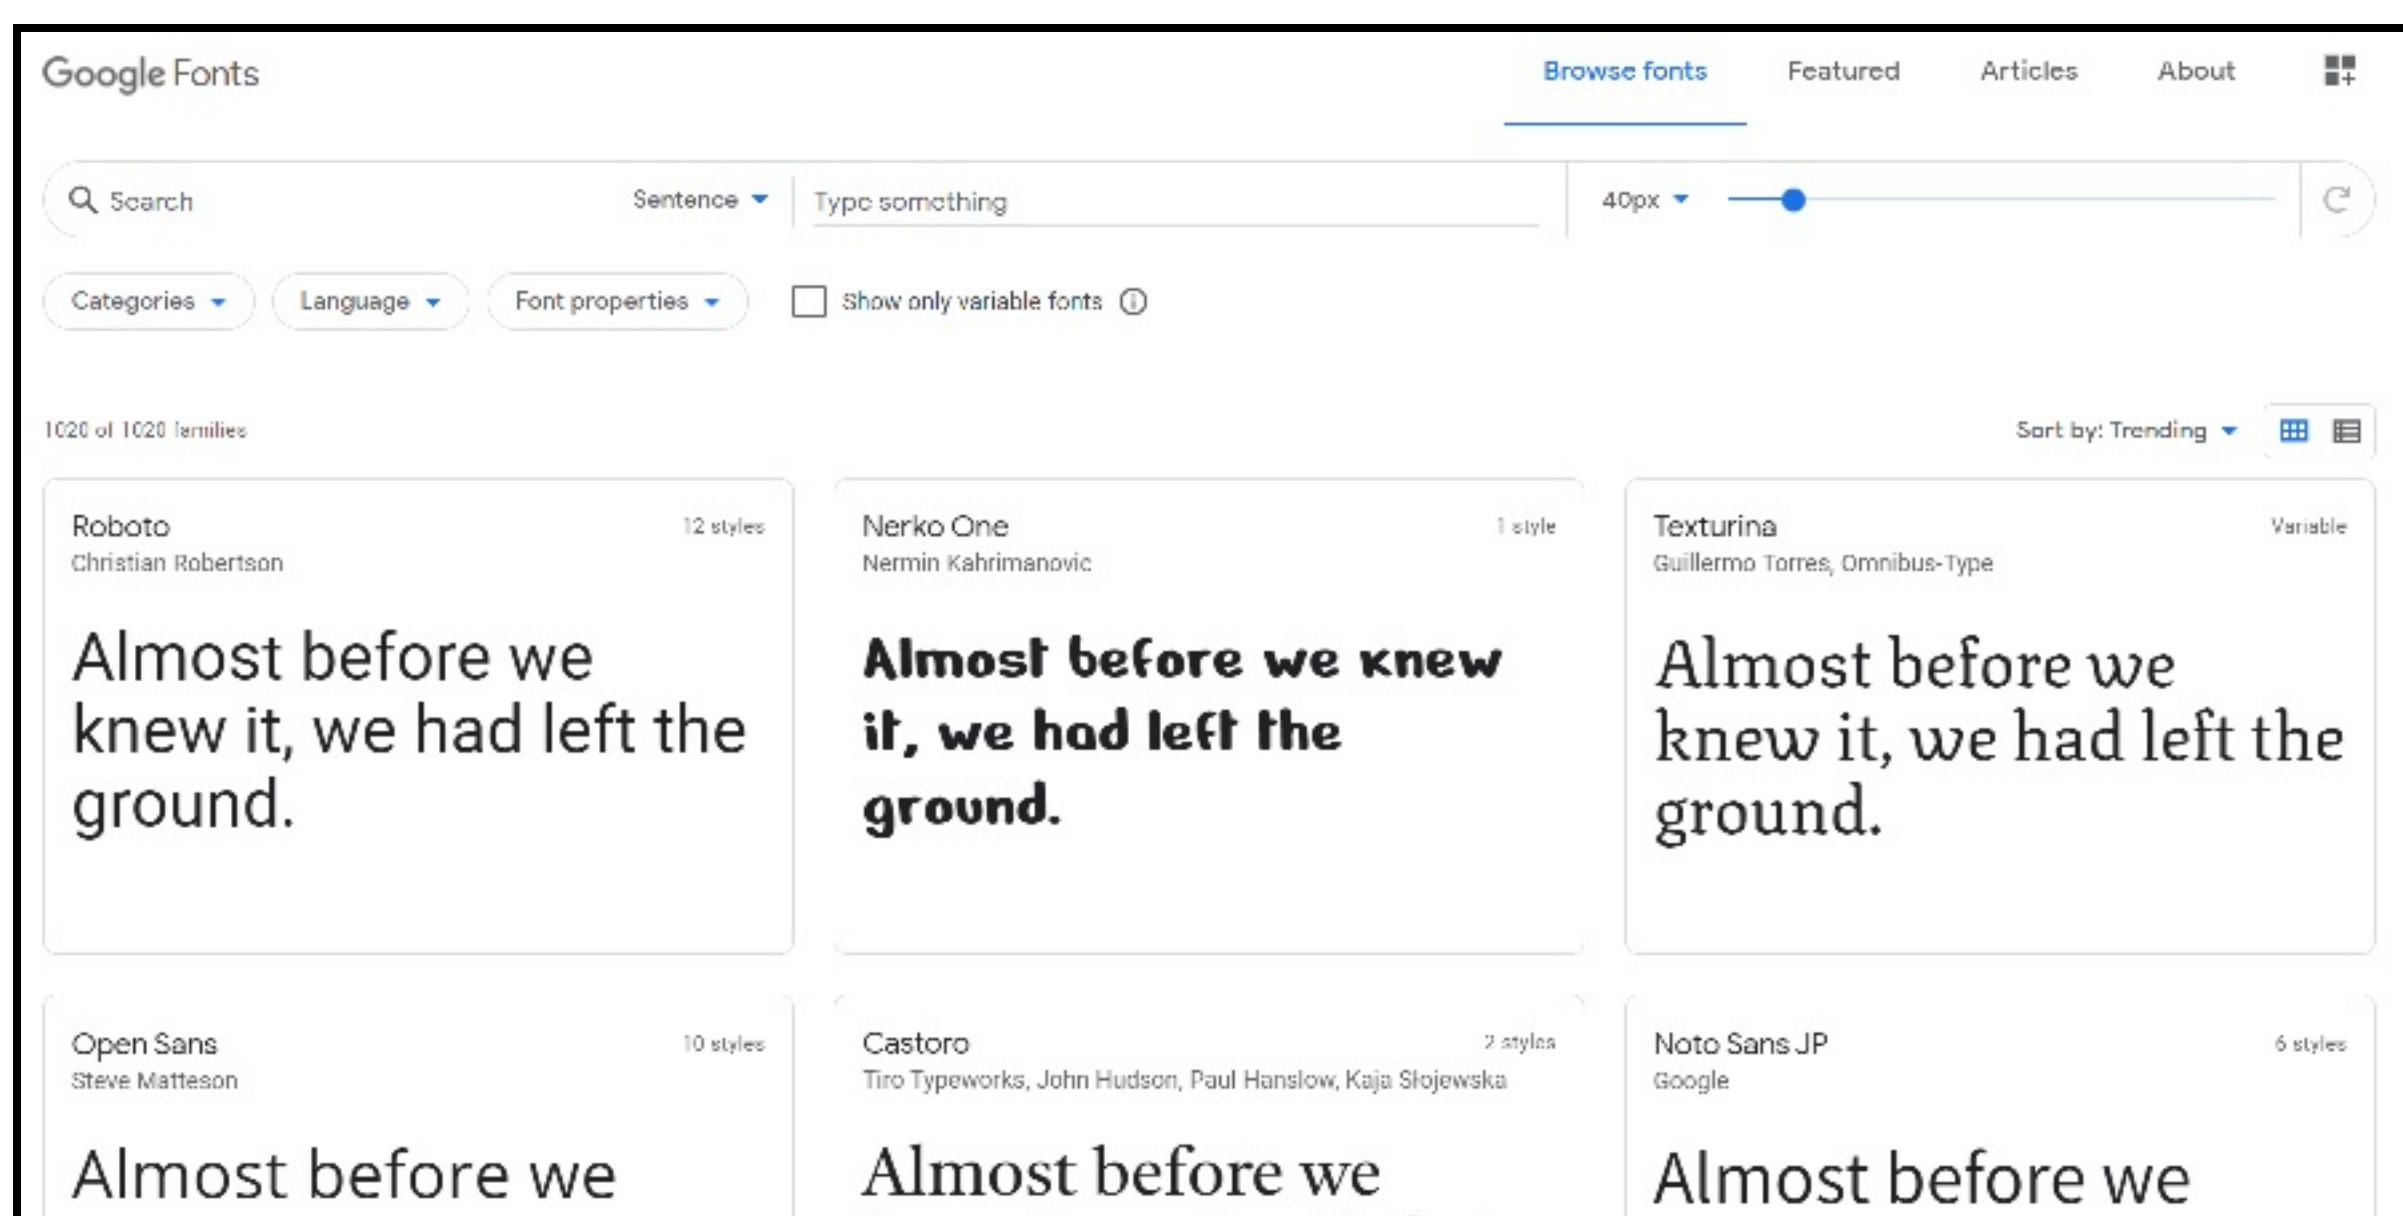 Google Fonts
Browse fonts Featured Articles About
Search Sentence Type something 40px
Categories Language Font properties Show only variable fonts
1020 of 1020 families Sort by: Trending
Roboto 12 styles
Christian Robertson
Almost before we
knew it, we had left the
ground.
Nerko One 1 style
Nermin Kahrimanovic
Almost before we knew
it, we had left the
ground.
Texturina Variable
Guillermo Torres, Omnibus-Type
Almost before we
knew it, we had left the
ground.
Open Sans 10 styles
Steve Matteson
Almost before we
Castoro 2 styles
Tiro Typeworks, John Hudson, Paul Hanslow, Kaja Słojewska
Almost before we
Noto Sans JP 6 styles
Google
Almost before we